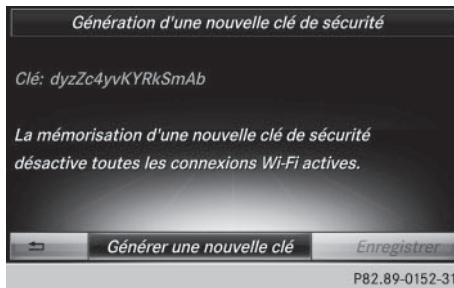 Génération d'une nouvelle clé de sécurité
Clé: dyzZc4yvKYRkSmAb
La mémorisation d'une nouvelle clé de sécurité
désactive toutes les connexions Wi-Fi actives.
Générer une nouvelle clé Enregistrer
P82.89-0152-31